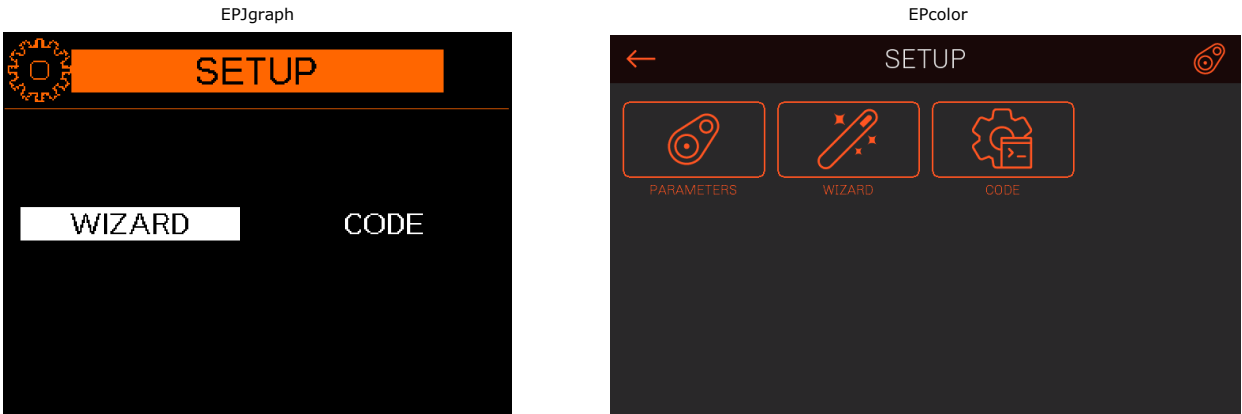 EPJgraph
SETUP
WIZARD CODE
EPcolor
SETUP
PARAMETERS WIZARD CODE